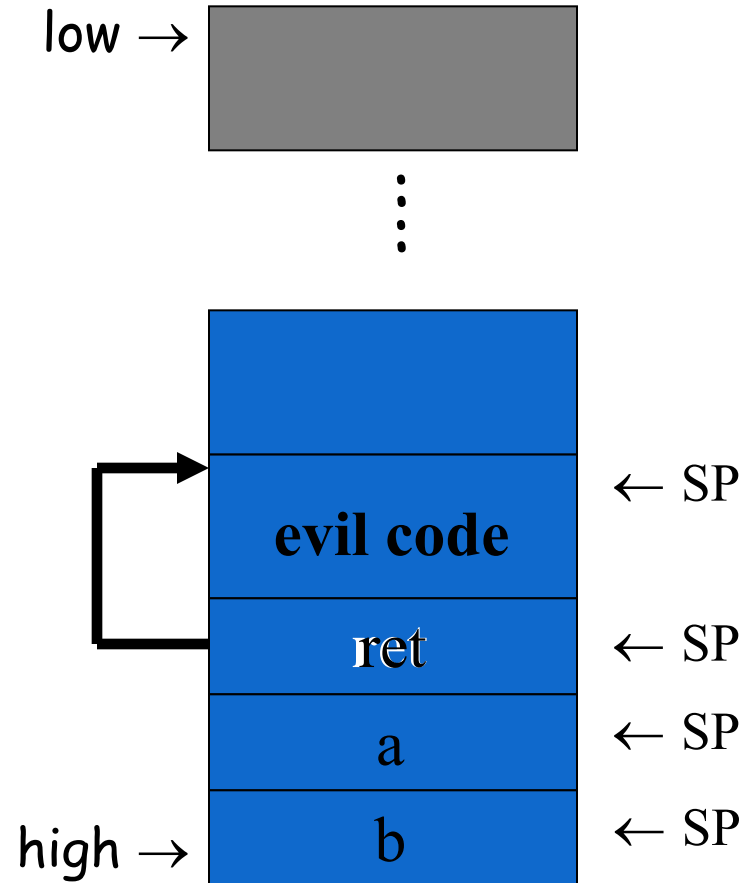 low →
← SP
evil code
ret ← SP
a ← SP
high → b ← SP